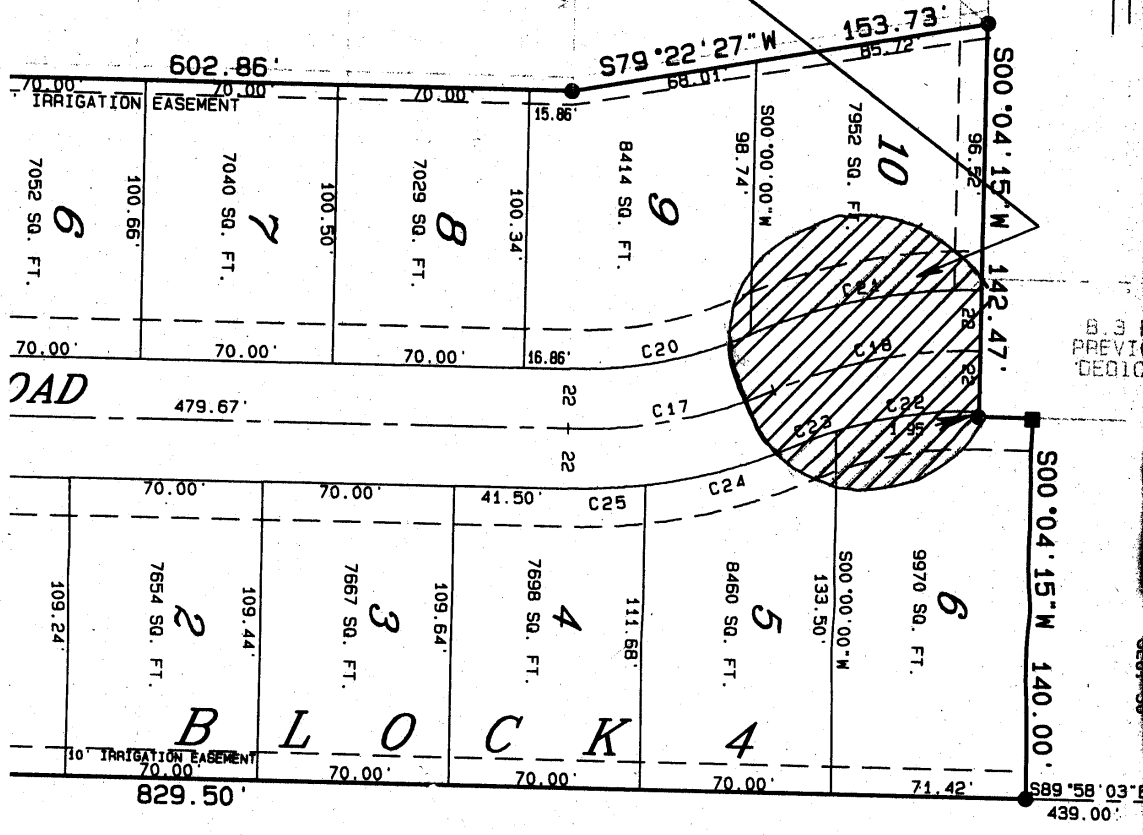 602.86'
S79°22'27"W 153.73'
70.00' 70.00' 70.00' 68.01 85.72'
' IRRIGATION EASEMENT
15.86'
S00°04'15"W 142.47'
96.52'
6
7052 SQ. FT.
100.66'
7
7040 SQ. FT.
100.50'
8
7029 SQ. FT.
100.34'
9
8414 SQ. FT.
98.74'
S00°00'00"W
10
7952 SQ. FT.
70.00' 70.00' 70.00' 16.86' C20 C21
22
22
C18
C17
OAD
479.67'
22
22
C22
C23
1.95
70.00' 70.00' 41.50' C25 C24
B.3
PREVIO
DEDIC
S00°04'15"W 140.00'
109.24'
2
7654 SQ. FT.
109.44'
3
7667 SQ. FT.
109.64'
4
7698 SQ. FT.
111.68'
5
8460 SQ. FT.
133.50'
S00°00'00"W
6
9970 SQ. FT.
BLOCK 4
10' IRRIGATION EASEMENT
70.00' 70.00' 70.00' 70.00' 71.42'
829.50'
S89°58'03"E
439.00'